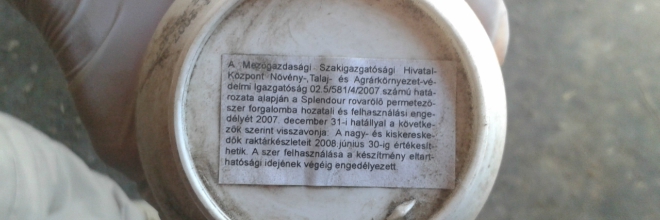 A Mezőgazdasági Szakigazgatósági Hivatal-
Központ Növény-,Talaj- és Agrárkörnyezet-vé-
delmi Igazgatóság 02.5/581/4/2007 számú hatá-
rozata alapján a Splendour rovarölő permetező-
szer forgalomba hozatali és felhasználási enge-
délyét 2007. december 31-i hatállyal a követke-
zők szerint visszavonja: A nagy- és kiskereske-
dők raktárkészleteit 2008.június 30-ig értékesít-
hetik. A szer felhasználása a készítmény eltart-
hatósági idejének végéig engedélyezett.